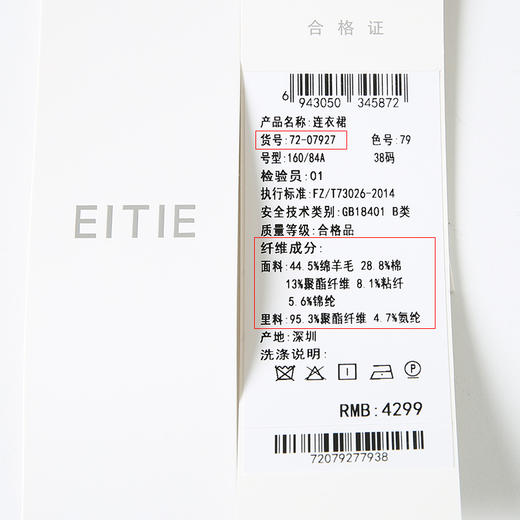 合格证
6 943050 345872
产品名称:连衣裙
货号:72-07927 色号:79
号型:160/84A 38码
检验员:01
执行标准:FZ/T73026-2014
安全技术类别:GB18401 B类
质量等级:合格品
纤维成分:
面料:44.5%绵羊毛 28.8%棉
13%聚酯纤维 8.1%粘纤
5.6%锦纶
里料:95.3%聚酯纤维 4.7%氨纶
产地:深圳
洗涤说明:
P
RMB:4299
72079277938
EITIE